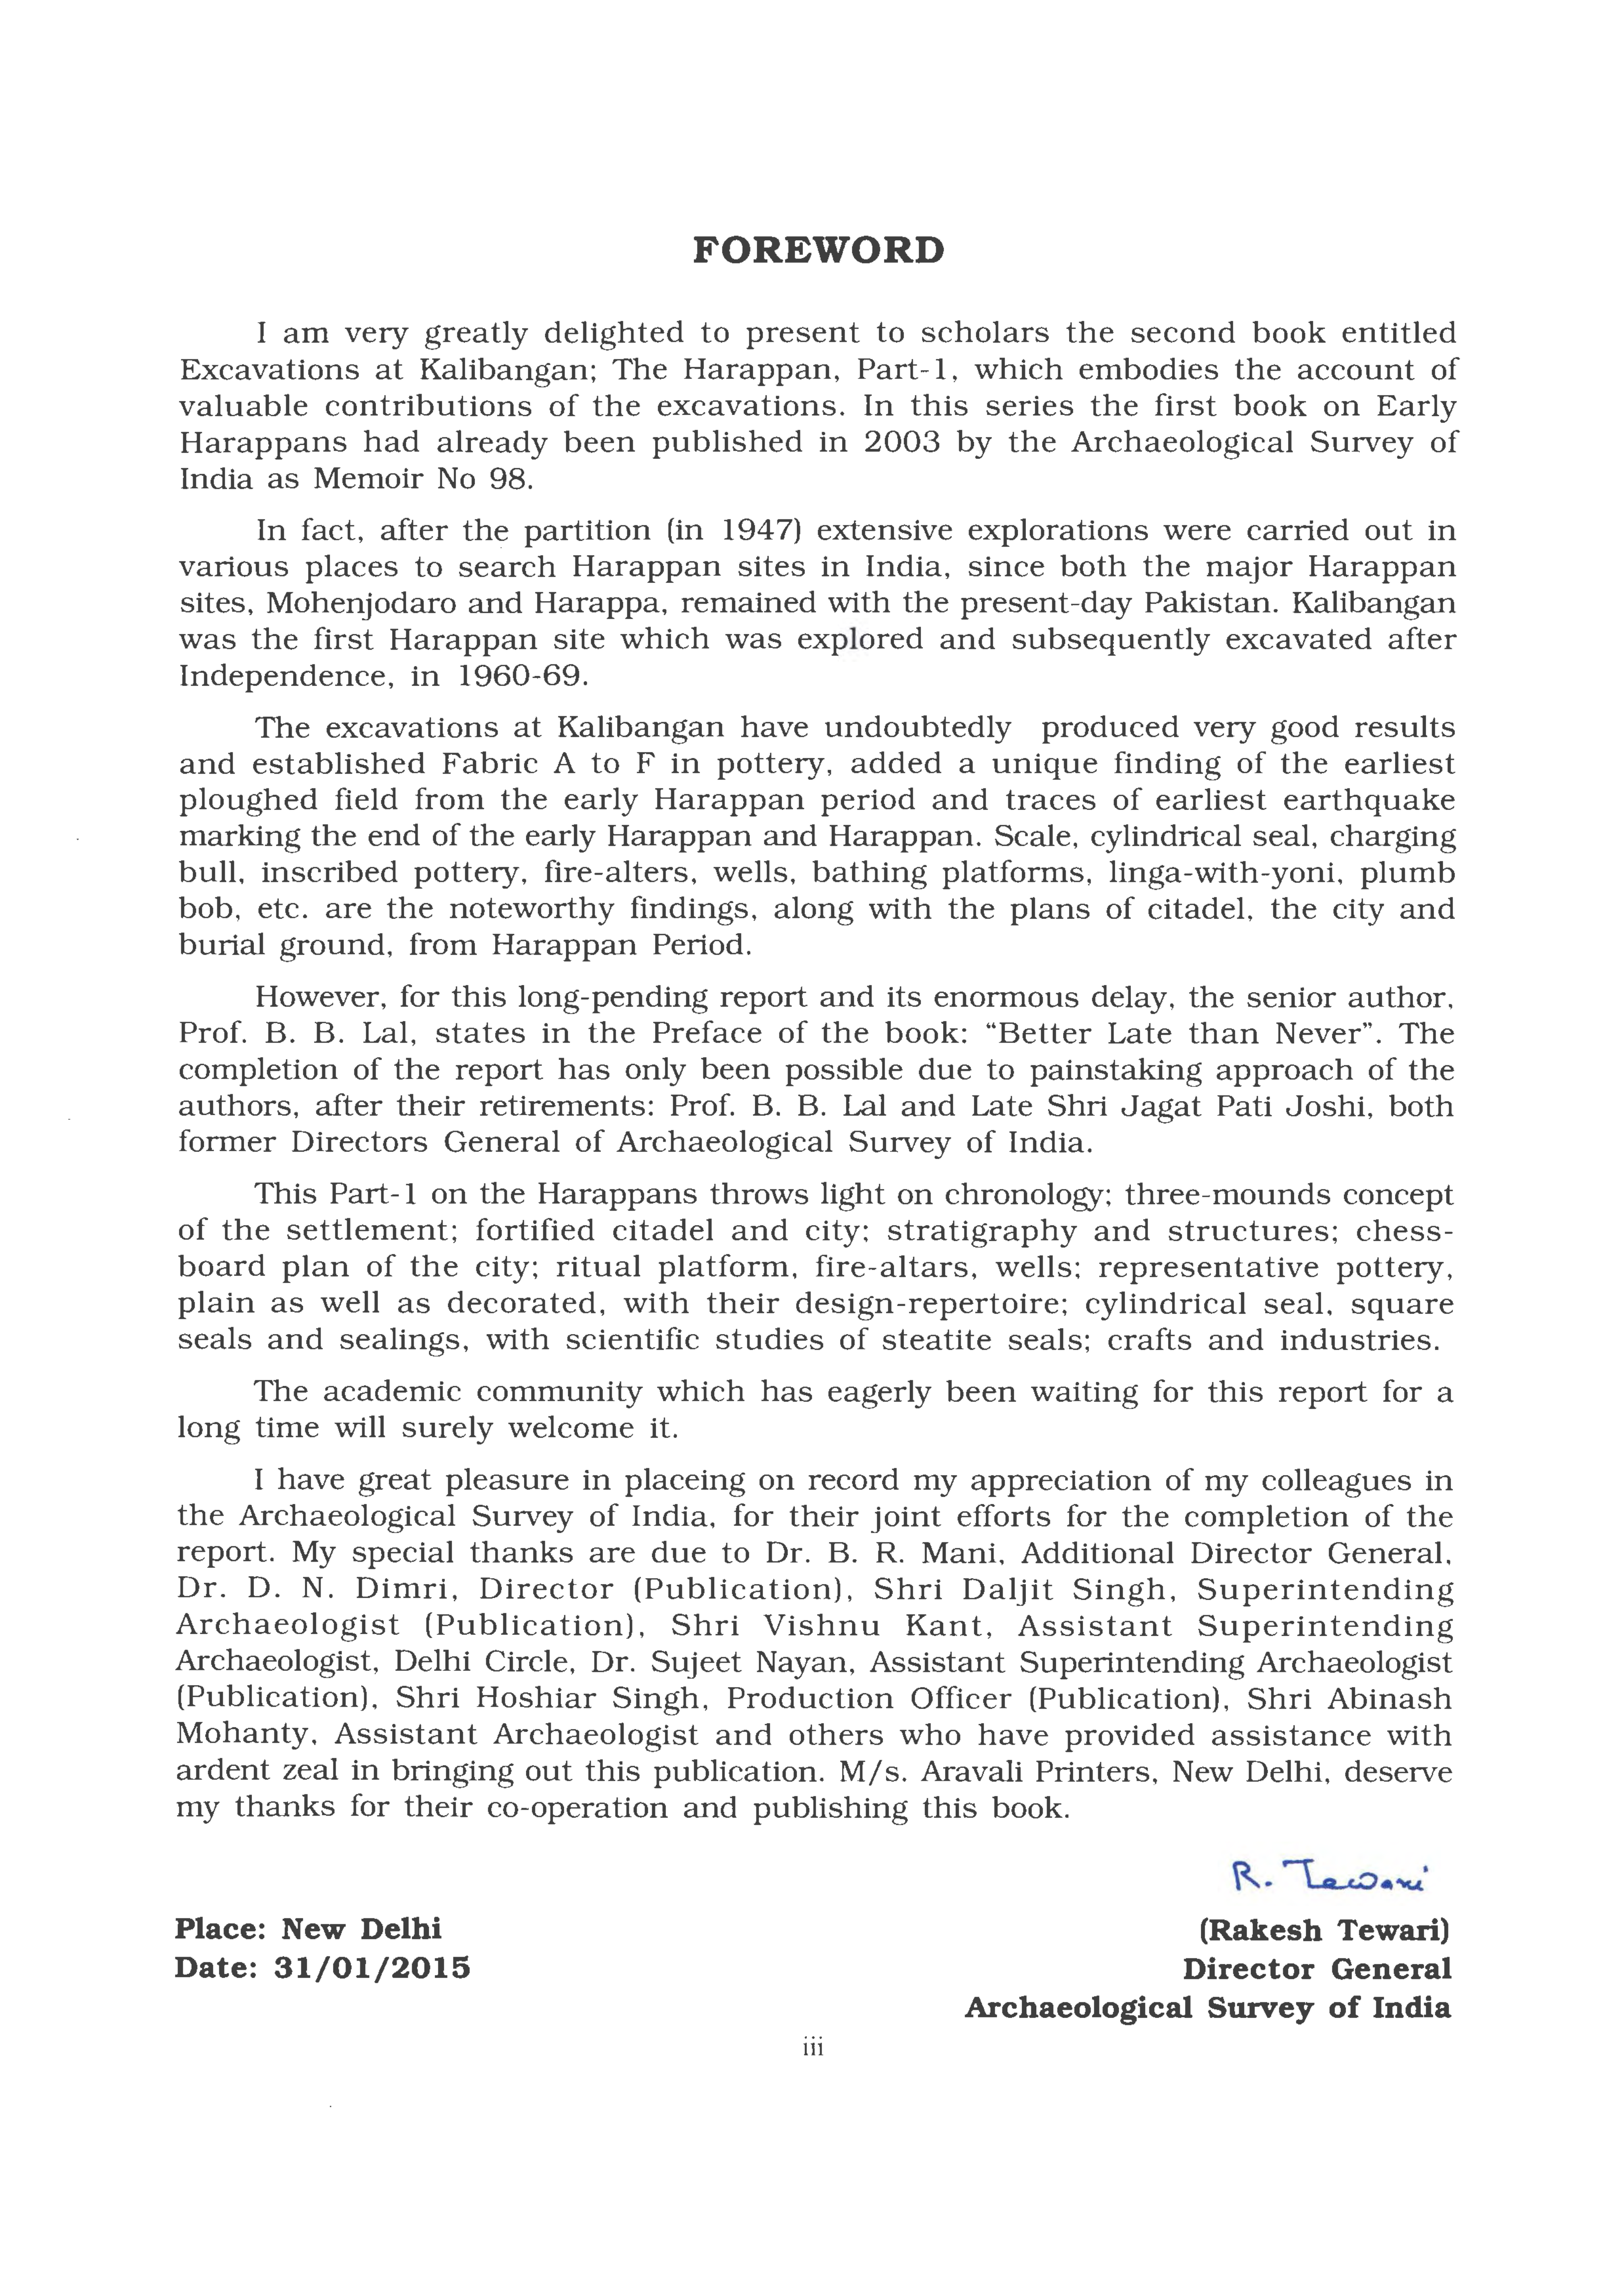 FOREWORD
I am very greatly delighted to present to scholars the second book entitled
Excavations at Kalibangan; The Harappan, Part-1, which embodies the account of
valuable contributions of the excavations. In this series the first book on Early
Harappans had already been published in 2003 by the Archaeological Survey of
India as Memoir No 98.
In fact, after the partition (in 1947) extensive explorations were carried out in
various places to search Harappan sites in India, since both the major Harappan
sites, Mohenjodaro and Harappa, remained with the present-day Pakistan. Kalibangan
was the first Harappan site which was explored and subsequently excavated after
Independence, in 1960-69.
The excavations at Kalibangan have undoubtedly produced very good results
and established Fabric A to F in pottery, added a unique finding of the earliest
ploughed field from the early Harappan period and traces of earliest earthquake
marking the end of the early Harappan and Harappan. Scale, cylindrical seal, charging
bull, inscribed pottery, fire-alters, wells, bathing platforms, linga-with-yoni, plumb
bob, etc. are the noteworthy findings, along with the plans of citadel, the city and
burial ground, from Harappan Period.
However, for this long-pending report and its enormous delay, the senior author,
Prof. B. B. Lal, states in the Preface of the book: “Better Late than Never”. The
completion of the report has only been possible due to painstaking approach of the
authors, after their retirements: Prof. B. B. Lal and Late Shri Jagat Pati Joshi, both
former Directors General of Archaeological Survey of India.
This Part-1 on the Harappans throws light on chronology; three-mounds concept
of the settlement; fortified citadel and city; stratigraphy and structures; chess-
board plan of the city; ritual platform, fire-altars, wells; representative pottery,
plain as well as decorated, with their design-repertoire; cylindrical seal, square
seals and sealings, with scientific studies of steatite seals; crafts and industries.
The academic community which has eagerly been waiting for this report for a
long time will surely welcome it.
I have great pleasure in placeing on record my appreciation of my colleagues in
the Archaeological Survey of India, for their joint efforts for the completion of the
report. My special thanks are due to Dr. B. R. Mani, Additional Director General,
Dr. D. N. Dimri, Director (Publication), Shri Daljit Singh, Superintending
Archaeologist (Publication), Shri Vishnu Kant, Assistant Superintending
Archaeologist, Delhi Circle, Dr. Sujeet Nayan, Assistant Superintending Archaeologist
(Publication), Shri Hoshiar Singh, Production Officer (Publication), Shri Abinash
Mohanty, Assistant Archaeologist and others who have provided assistance with
ardent zeal in bringing out this publication. M/s. Aravali Printers, New Delhi, deserve
my thanks for their co-operation and publishing this book.
R. Tewari
Place: New Delhi
(Rakesh Tewari)
Date: 31/01/2015
Director General
Archaeological Survey of India
iii